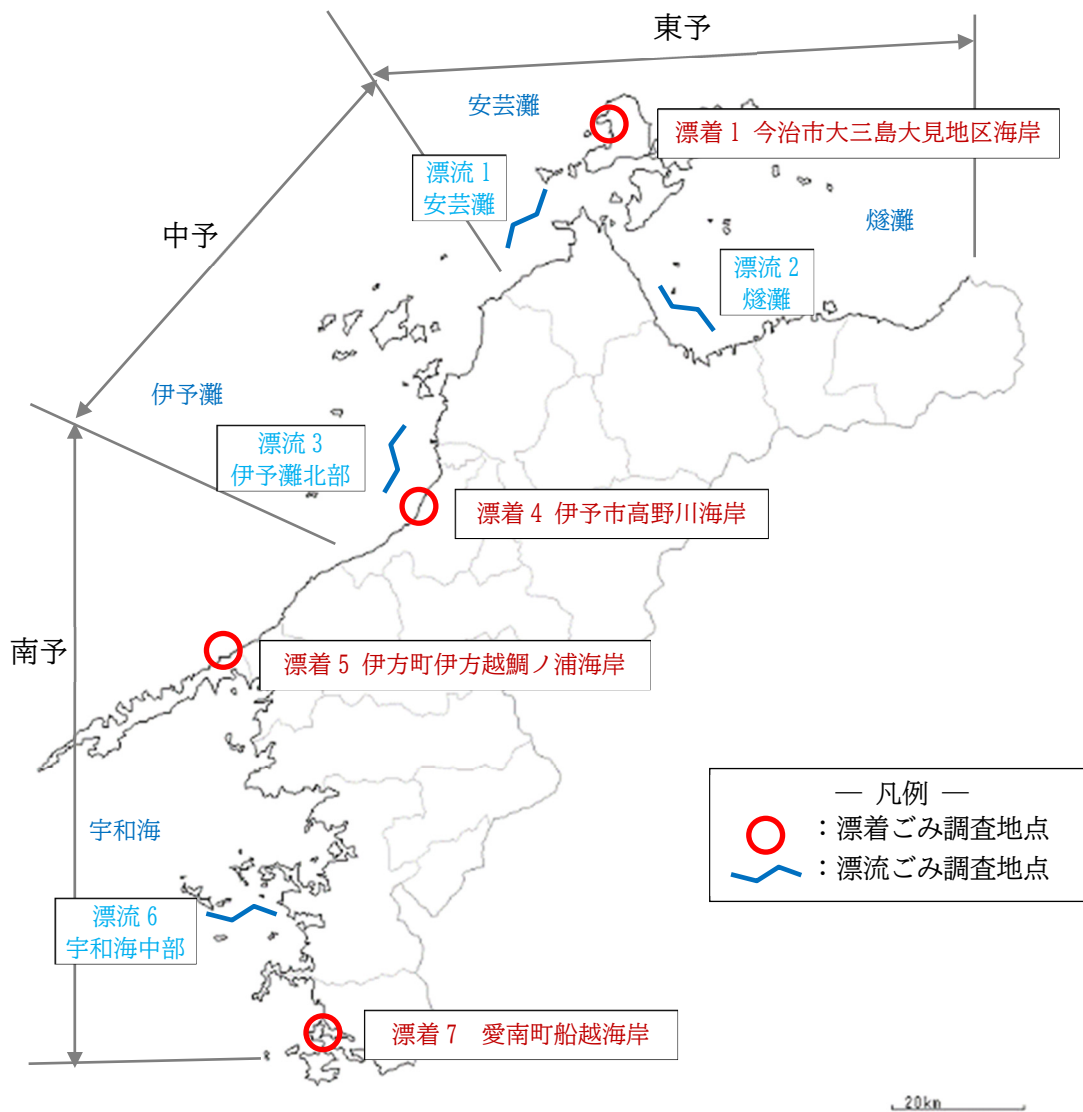 東予
安芸灘
漂着1 今治市大三島大見地区海岸
漂流1
安芸灘
中予
燧灘
漂流2
燧灘
伊予灘
漂流3
伊予灘北部
漂着4 伊予市高野川海岸
南予
漂着5 伊方町伊方越鯛ノ浦海岸
― 凡例 ―
：漂着ごみ調査地点
：漂流ごみ調査地点
宇和海
漂流6
宇和海中部
漂着7　愛南町船越海岸
20km